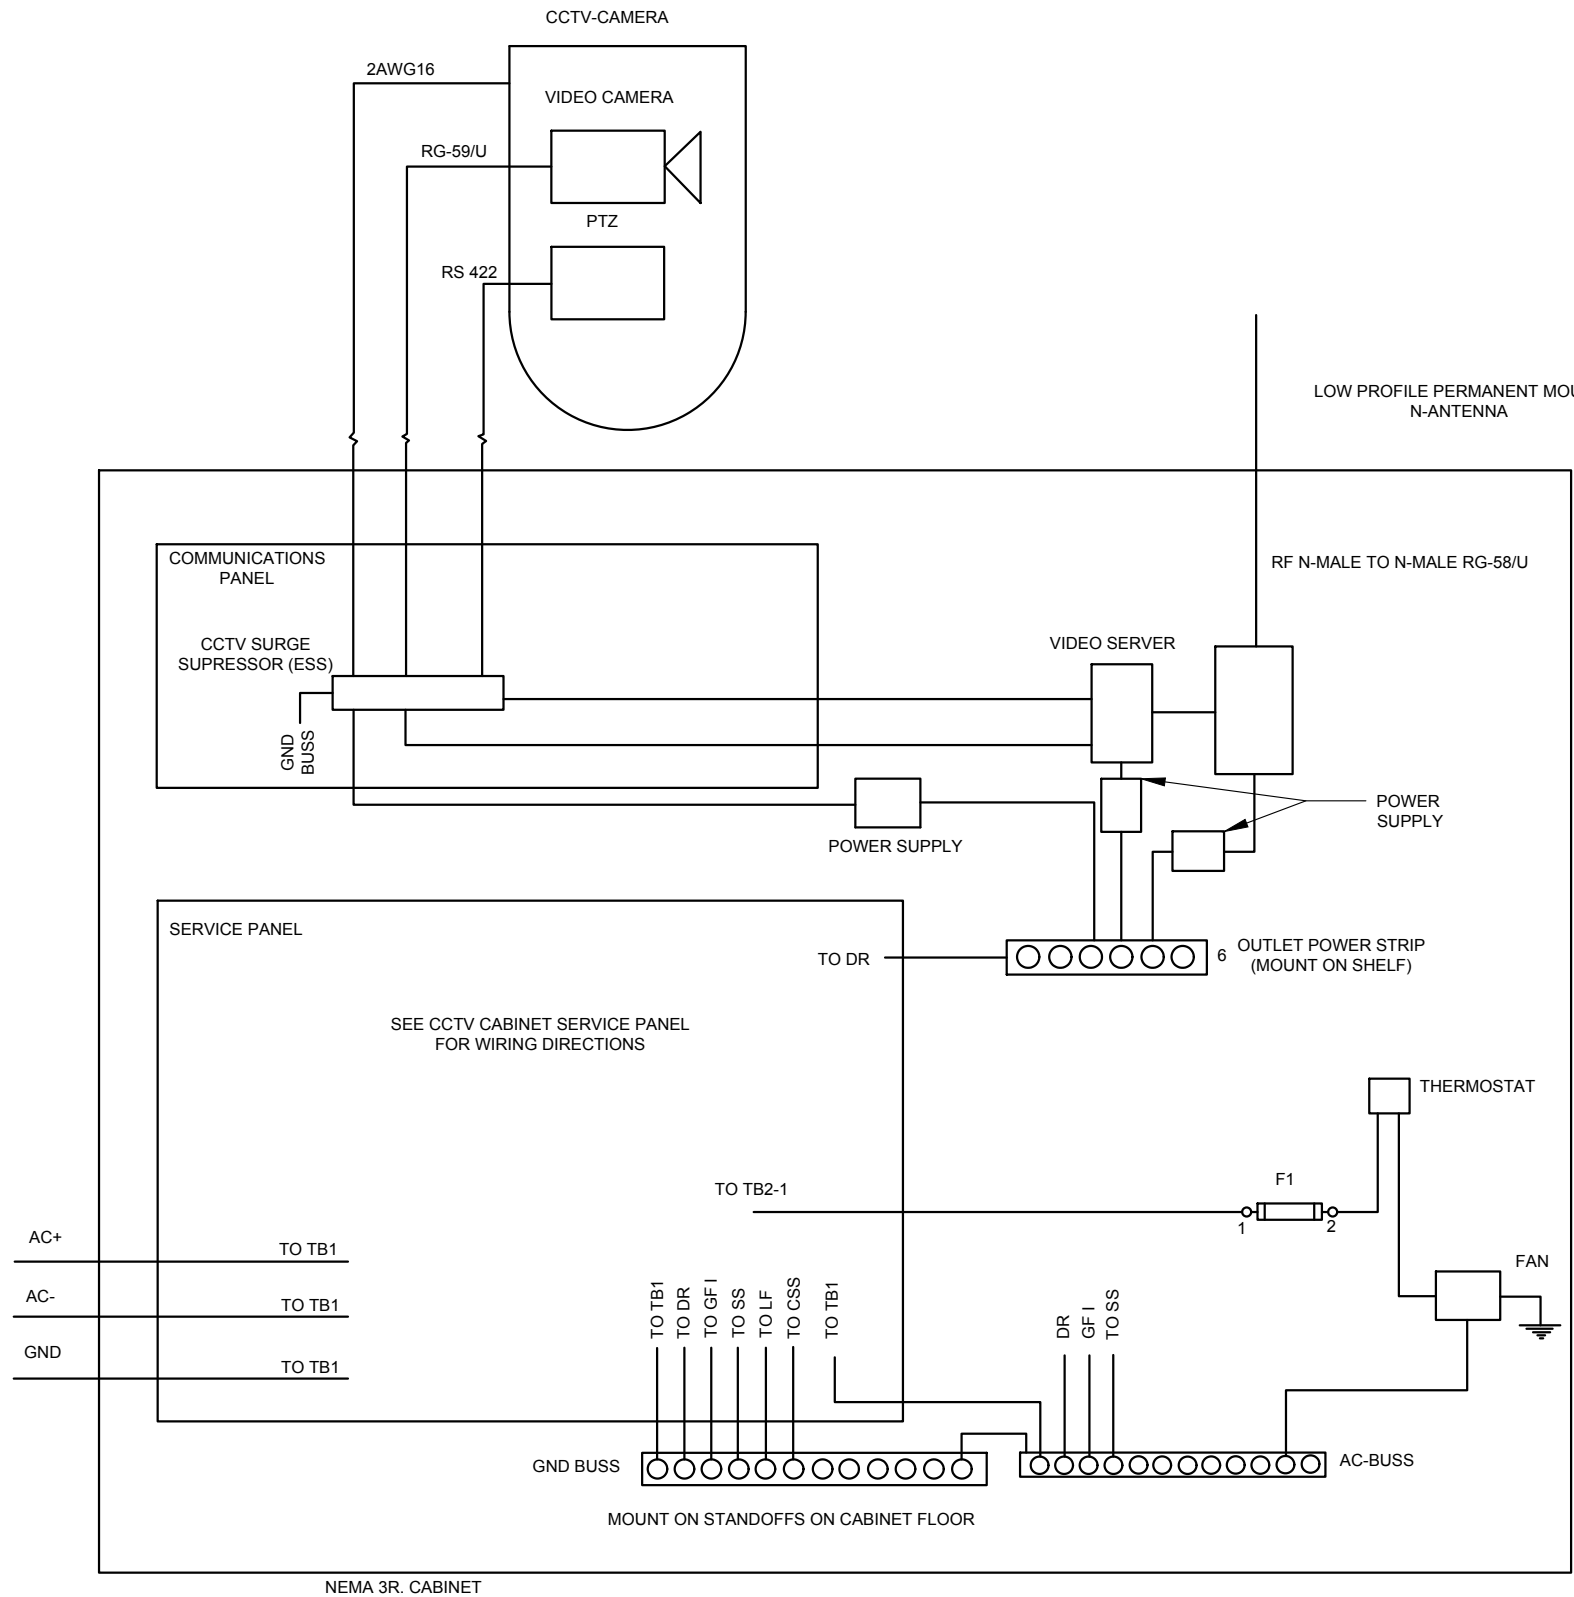 CCTV-CAMERA
2AWG16
VIDEO CAMERA
RG-59/U
PTZ
RS 422
LOW PROFILE PERMANENT
N-ANTENNA
COMMUNICATIONS
PANEL
RF N-MALE TO N-MALE RG-58/U
CCTV SURGE
SUPRESSOR (ESS)
VIDEO SERVER
GND
BUSS
POWER
SUPPLY
POWER SUPPLY
SERVICE PANEL
TO DR
6 OUTLET POWER STRIP
(MOUNT ON SHELF)
SEE CCTV CABINET SERVICE PANEL
FOR WIRING DIRECTIONS
THERMOSTAT
TO TB2-1
F1
1
2
AC+
TO TB1
AC-
TO TB1
GND
TO TB1
FAN
TO TB1
TO DR
TO GF I
TO SS
TO LF
TO CSS
TO TB1
DR
GF I
TO SS
GND BUSS
AC-BUSS
MOUNT ON STANDOFFS ON CABINET FLOOR
NEMA 3R. CABINET